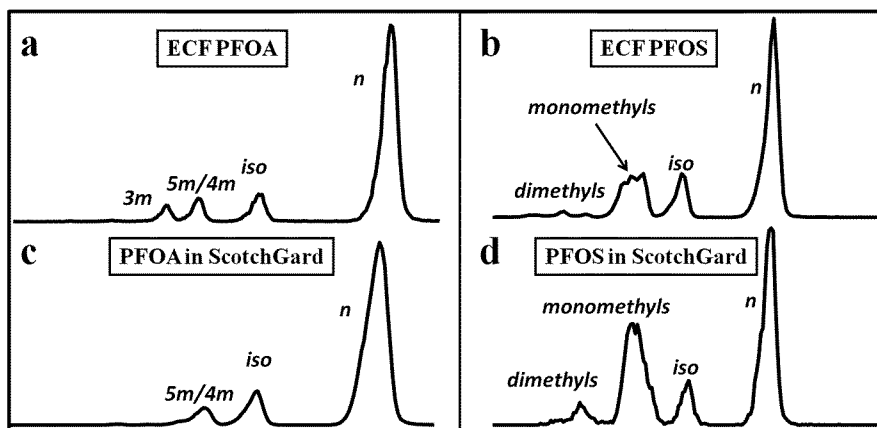 a
ECF PFOA
n
iso
5m/4m
3m
b
ECF PFOS
n
monomethyls
iso
dimethyls
c
PFOA in ScotchGard
n
iso
5m/4m
d
PFOS in ScotchGard
n
monomethyls
iso
dimethyls